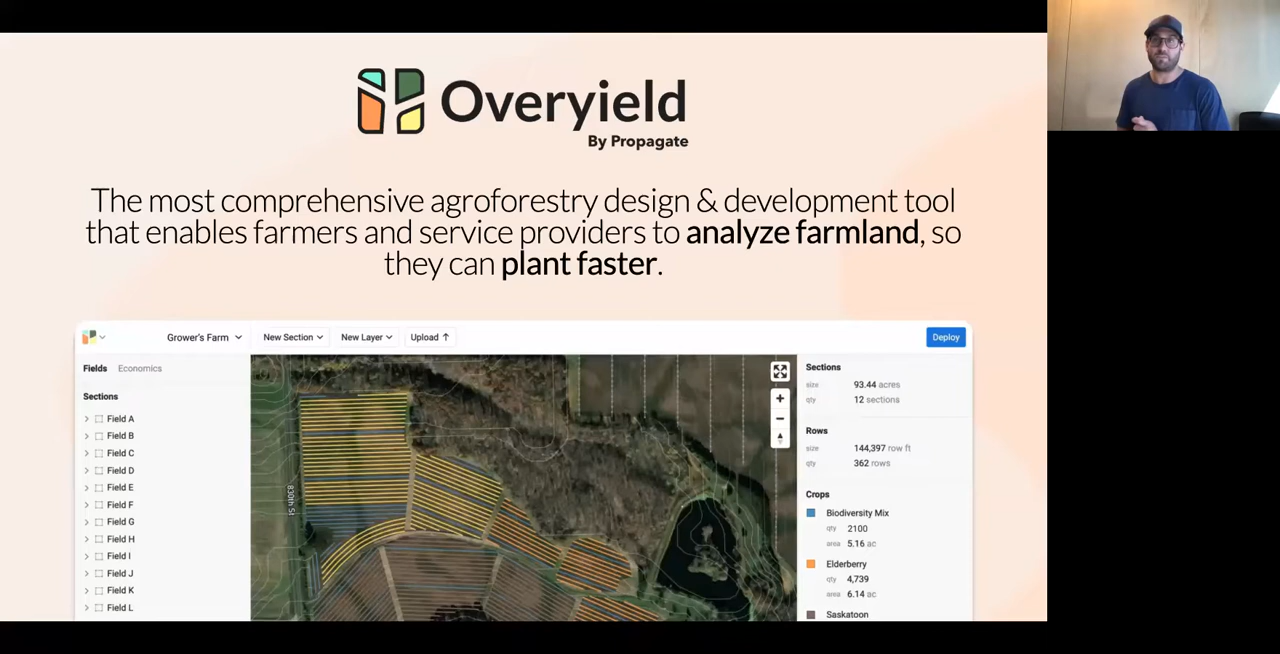 Overyield
By Propagate
The most comprehensive agroforestry design & development tool
that enables farmers and service providers to analyze farmland, so
they can plant faster.
Grower's Farm
New Section
New Layer
Upload
Deploy
Fields
Economics
Sections
Field A
Field B
Field C
Field D
Field E
Field F
Field G
Field H
Field I
Field J
Field K
Field L
830th St
Sections
size 93.44 acres
qty 12 sections
Rows
size 144,397 row ft
qty 362 rows
Crops
Biodiversity Mix
qty 2100
area 5.16 ac
Elderberry
qty 4,739
area 6.14 ac
Saskatoon